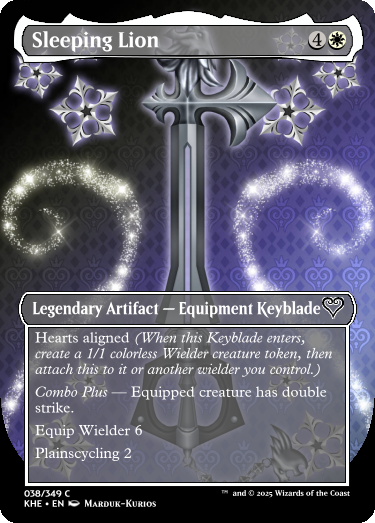 Sleeping Lion 4
Legendary Artifact — Equipment Keyblade
Hearts aligned (When this Keyblade enters,
create a 1/1 colorless Wielder creature token, then
attach this to it or another wielder you control.)
Combo Plus — Equipped creature has double
strike.
Equip Wielder 6
Plainscycling 2
038/349 C
KHE • EN Marduk-Kurios
™ and © 2025 Wizards of the Coast